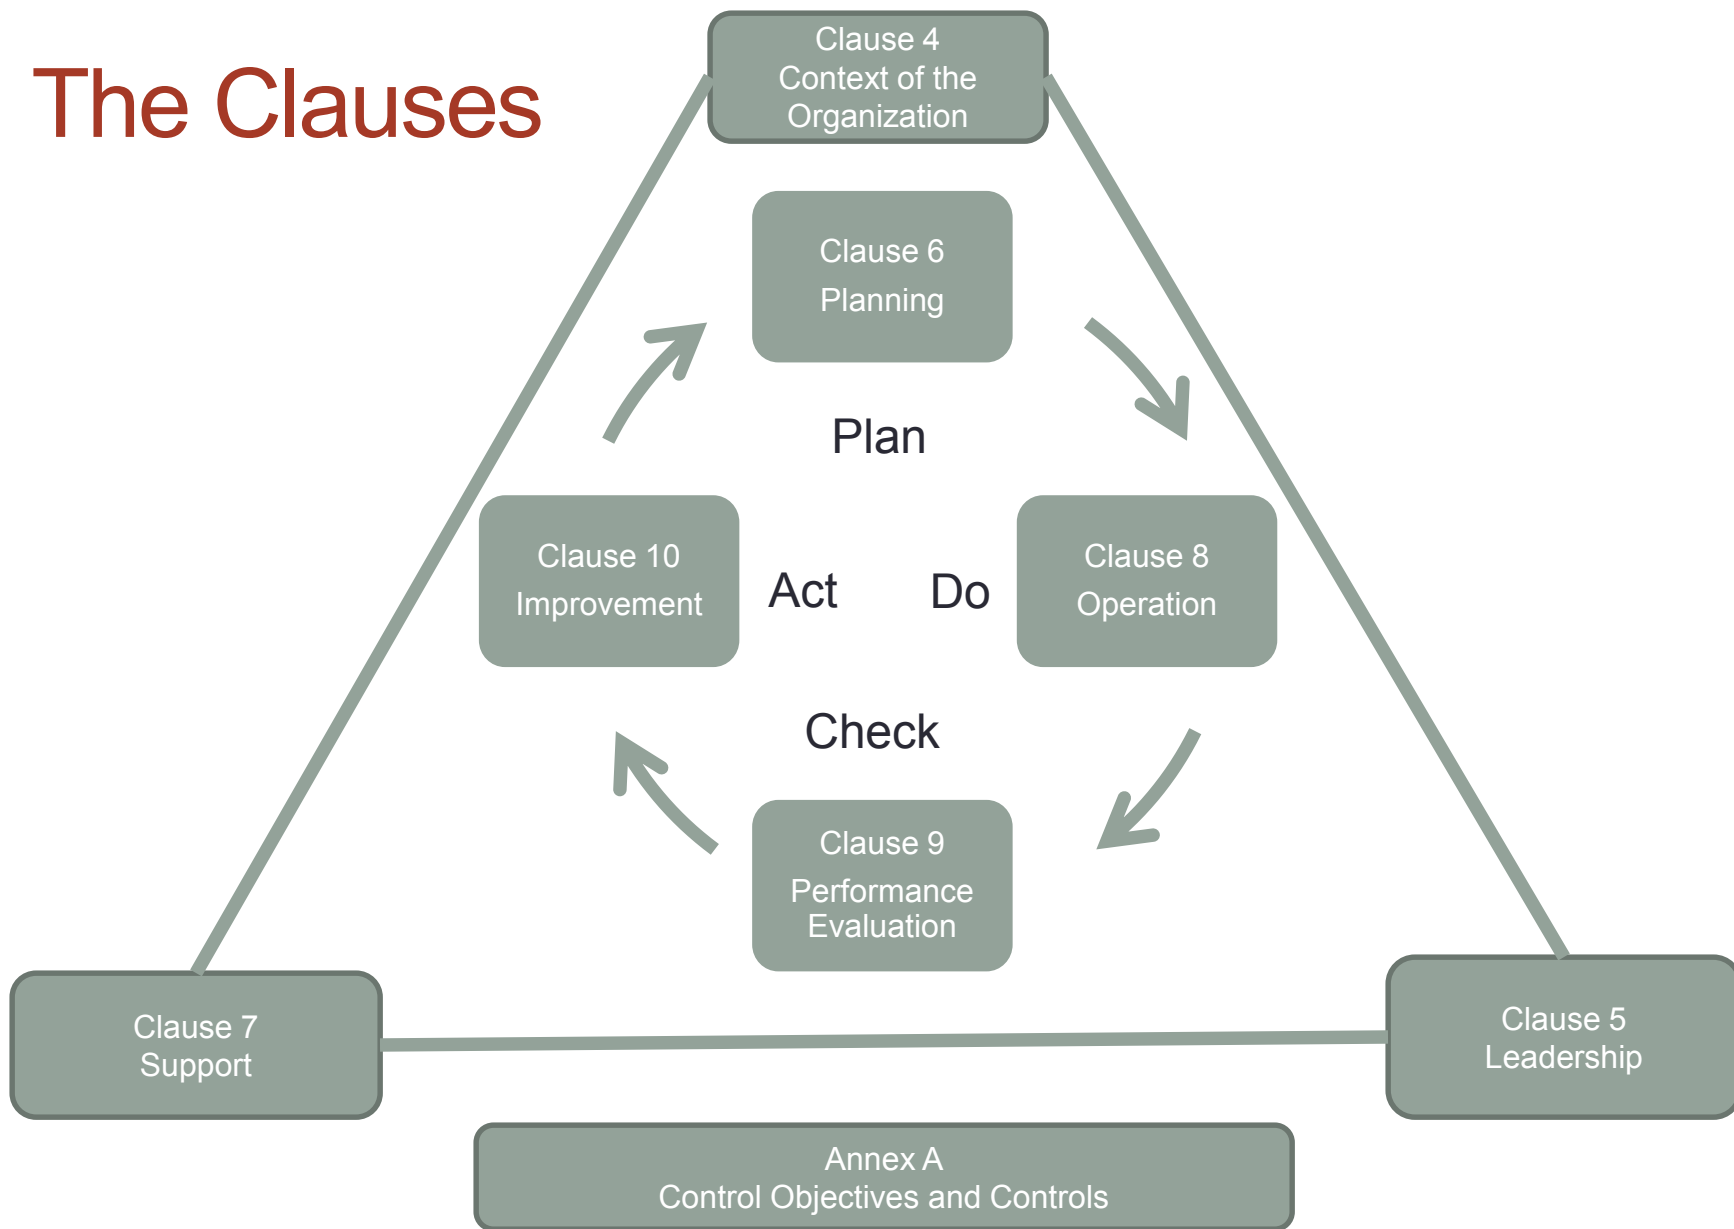 The Clauses
Clause 4
Context of the
Organization
Clause 6
Planning
Plan
Clause 10
Improvement
Act
Do
Clause 8
Operation
Check
Clause 9
Performance
Evaluation
Clause 7
Support
Clause 5
Leadership
Annex A
Control Objectives and Controls